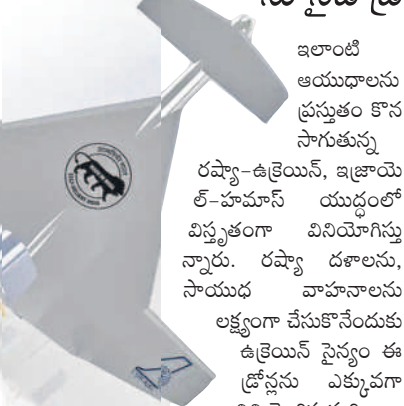 ఇలాంటి
ఆయుధాలను
ప్రస్తుతం కొన
సాగుతున్న
రష్యా-ఉక్రెయిన్, ఇజ్రాయె
ల్-హమాస్ యుద్ధంలో
విస్తృతంగా వినియోగిస్తు
న్నారు. రష్యా దళాలను,
సాయుధ వాహనాలను
లక్ష్యంగా చేసుకొనేందుకు
ఉక్రెయిన్ సైన్యం ఈ
డ్రోన్లను ఎక్కువగా